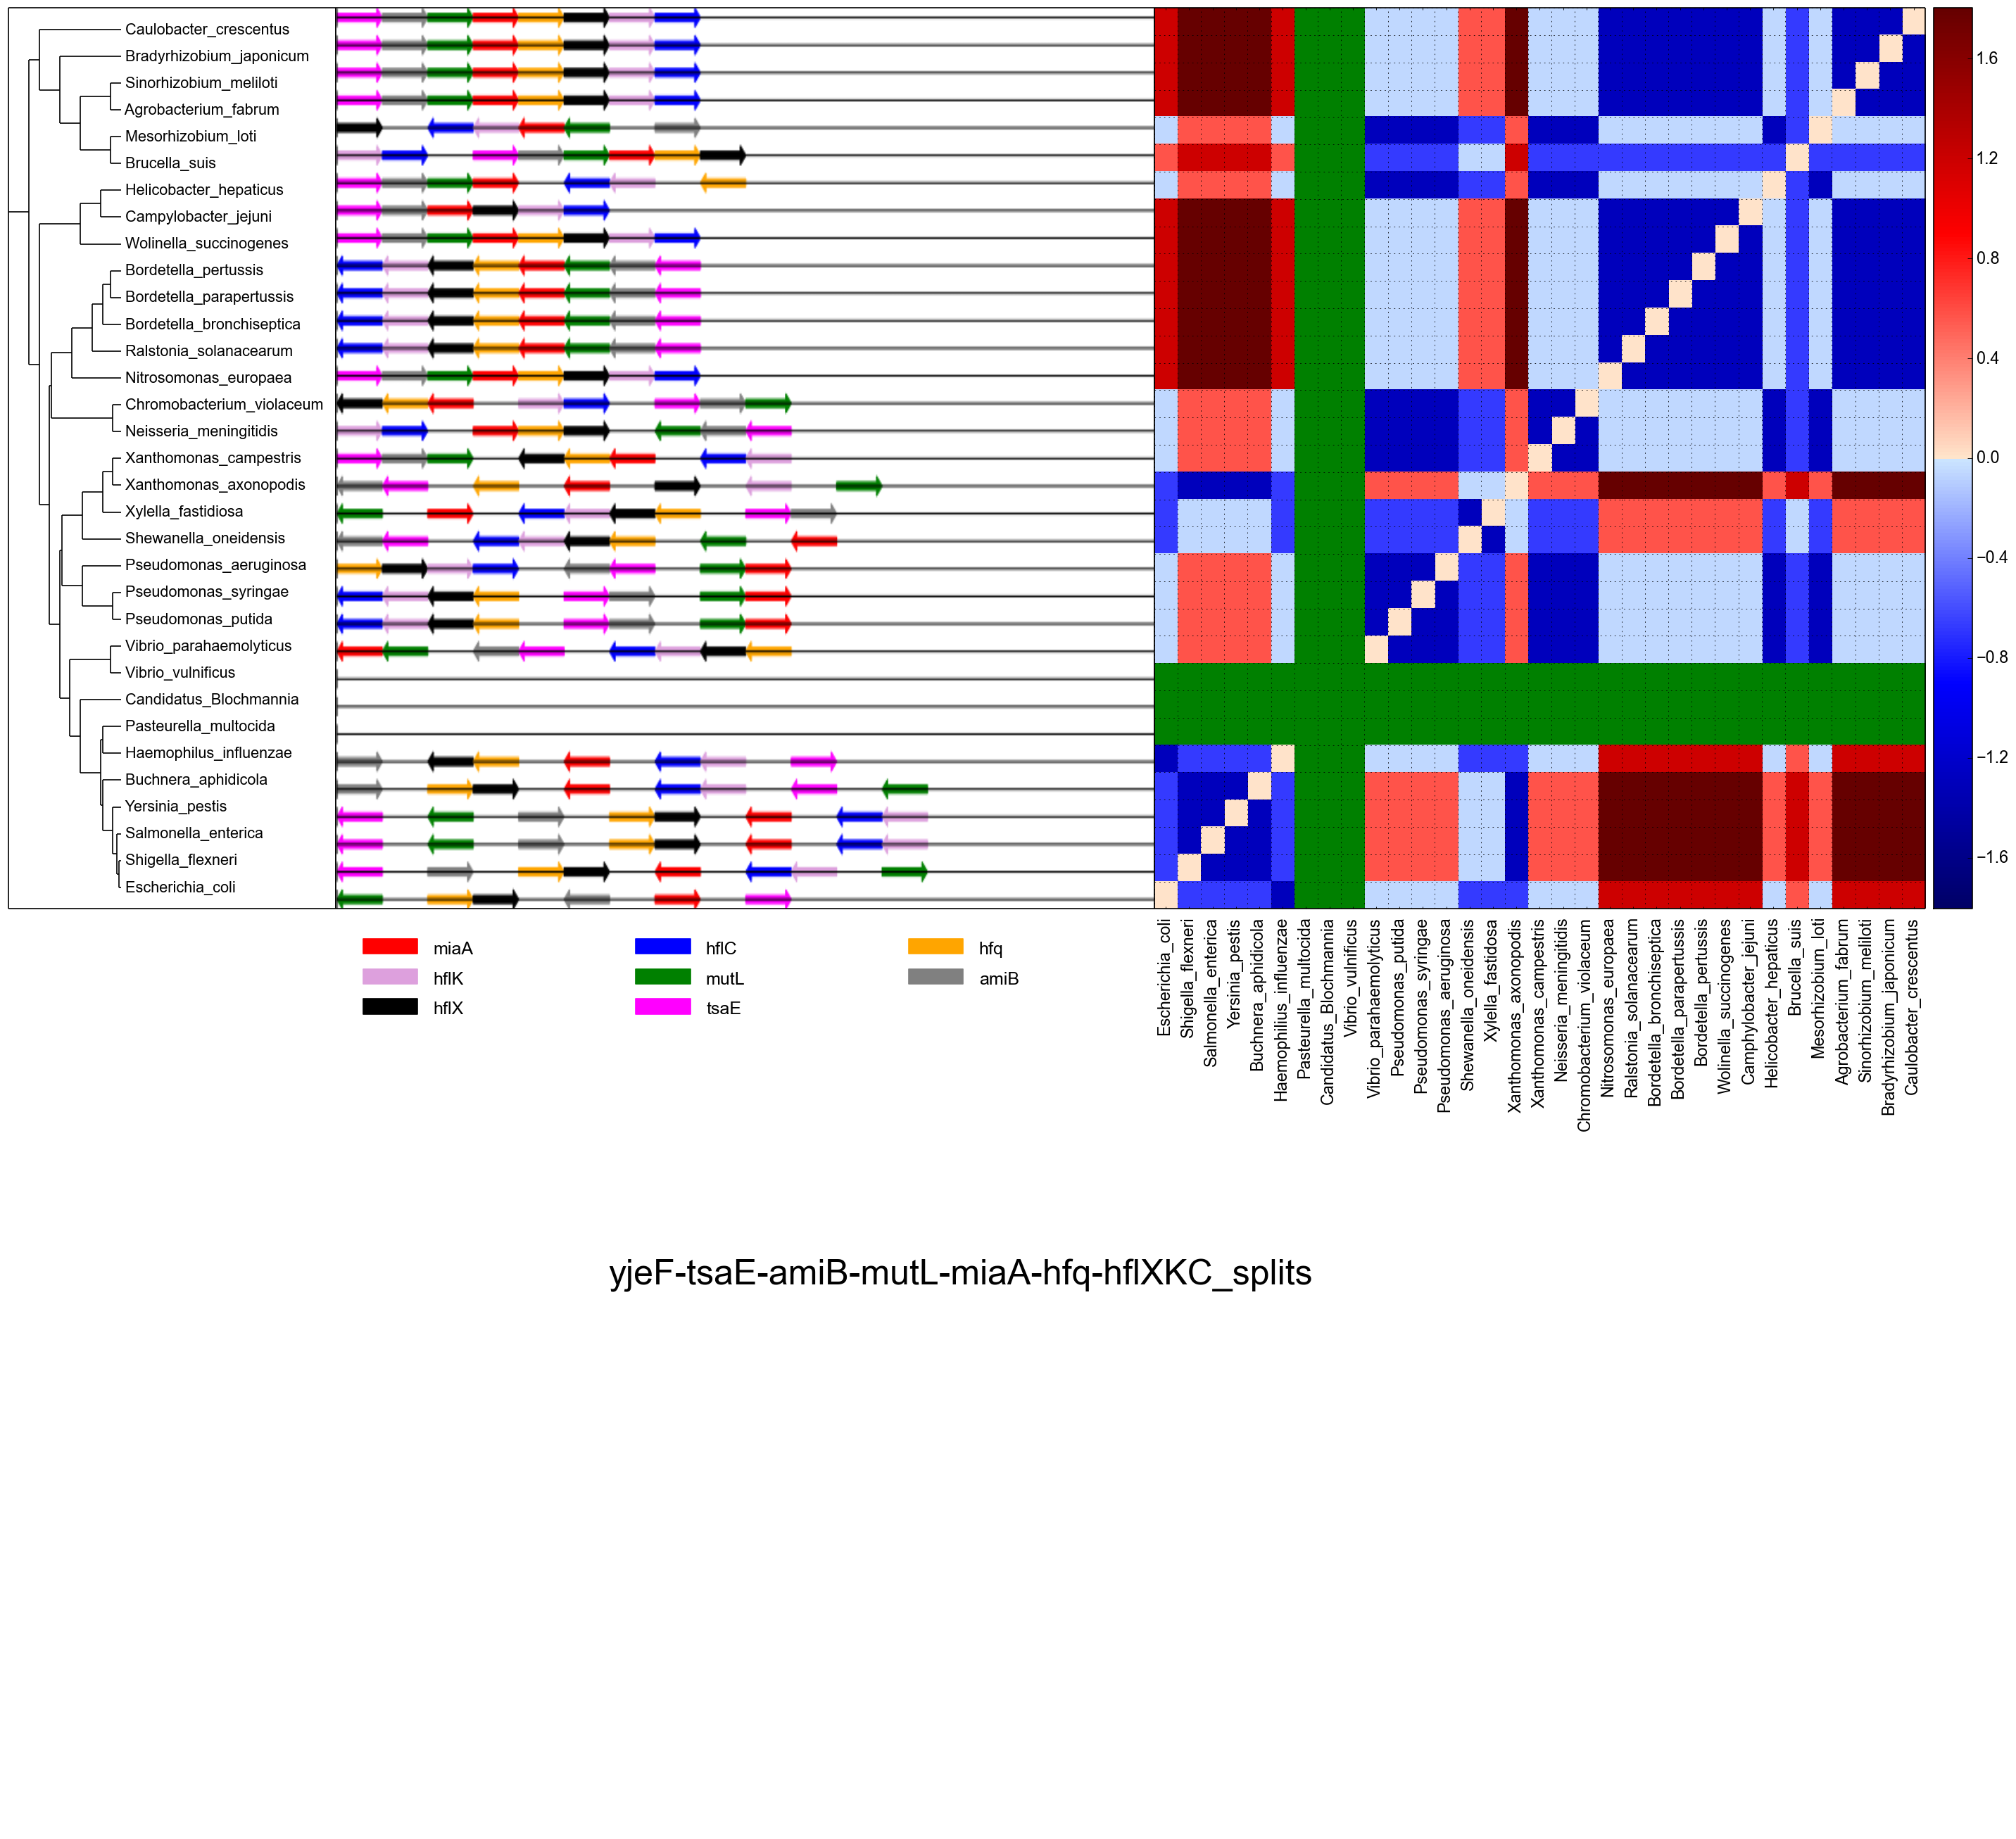 Caulobacter_crescentus
Bradyrhizobium_japonicum
Sinorhizobium_meliloti
Agrobacterium_fabrum
Mesorhizobium_loti
Brucella_suis
Helicobacter_hepaticus
Campylobacter_jejuni
Wolinella_succinogenes
Bordetella_pertussis
Bordetella_parapertussis
Bordetella_bronchiseptica
Ralstonia_solanacearum
Nitrosomonas_europaea
Chromobacterium_violaceum
Neisseria_meningitidis
Xanthomonas_campestris
Xanthomonas_axonopodis
Xylella_fastidiosa
Shewanella_oneidensis
Pseudomonas_aeruginosa
Pseudomonas_syringae
Pseudomonas_putida
Vibrio_parahaemolyticus
Vibrio_vulnificus
Candidatus_Blochmannia
Pasteurella_multocida
Haemophilus_influenzae
Buchnera_aphidicola
Yersinia_pestis
Salmonella_enterica
Shigella_flexneri
Escherichia_coli
1.6
1.2
0.8
0.4
0.0
−0.4
−0.8
−1.2
−1.6
Escherichia_coli
Shigella_flexneri
Salmonella_enterica
Yersinia_pestis
Buchnera_aphidicola
Haemophilus_influenzae
Pasteurella_multocida
Candidatus_Blochmannia
Vibrio_vulnificus
Vibrio_parahaemolyticus
Pseudomonas_putida
Pseudomonas_syringae
Pseudomonas_aeruginosa
Shewanella_oneidensis
Xylella_fastidiosa
Xanthomonas_axonopodis
Xanthomonas_campestris
Neisseria_meningitidis
Chromobacterium_violaceum
Nitrosomonas_europaea
Ralstonia_solanacearum
Bordetella_bronchiseptica
Bordetella_parapertussis
Bordetella_pertussis
Wolinella_succinogenes
Camphylobacter_jejuni
Helicobacter_hepaticus
Brucella_suis
Mesorhizobium_loti
Agrobacterium_fabrum
Sinorhizobium_meliloti
Bradyrhizobium_japonicum
Caulobacter_crescentus
miaA
hflK
hflX
hflC
mutL
tsaE
hfq
amiB
yjeF-tsaE-amiB-mutL-miaA-hfq-hflXKC_splits